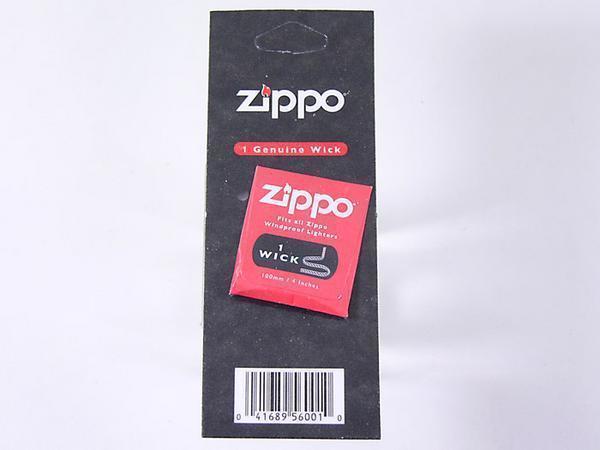 zippo
1 Genuine Wick
zippo
Fits all Zippo
Windproof Lighters
1
WICK
100mm / 4 inches
0 41689 56001 0